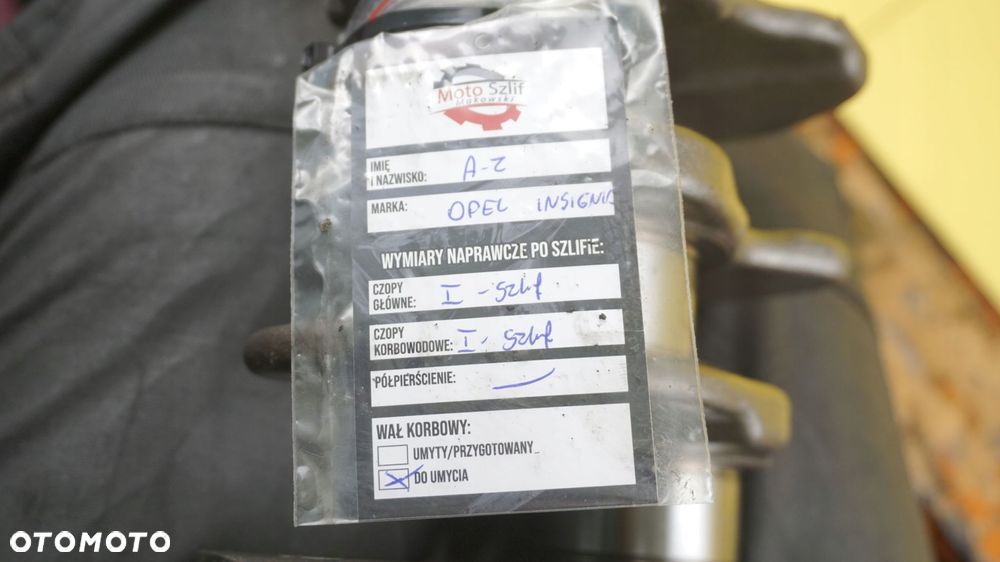 Moto Szlif
Makowski
IMIĘ
I NAZWISKO: A-Z
MARKA: OPEL INSIGNIA
WYMIARY NAPRAWCZE PO SZLIFIE:
CZOPY
GŁÓWNE: I - Szlif
CZOPY
KORBOWODOWE: I - Szlif
PÓŁPIERŚCIENIE: —
WAŁ KORBOWY:
UMYTY/PRZYGOTOWANY
DO UMYCIA
OTOMOTO